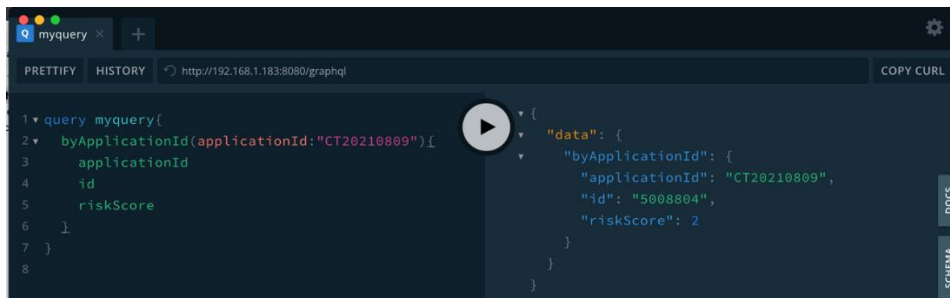 myquery
PRETTIFY HISTORY http://192.168.1.183:8080/graphql COPY CURL
1 query myquery{
2 byApplicationId(applicationId:"CT20210809"){
3 applicationId
4 id
5 riskScore
6 }
7 }
8
{
"data": {
"byApplicationId": {
"applicationId": "CT20210809",
"id": "5008804",
"riskScore": 2
}
}
}
DOCS
SCHEMA